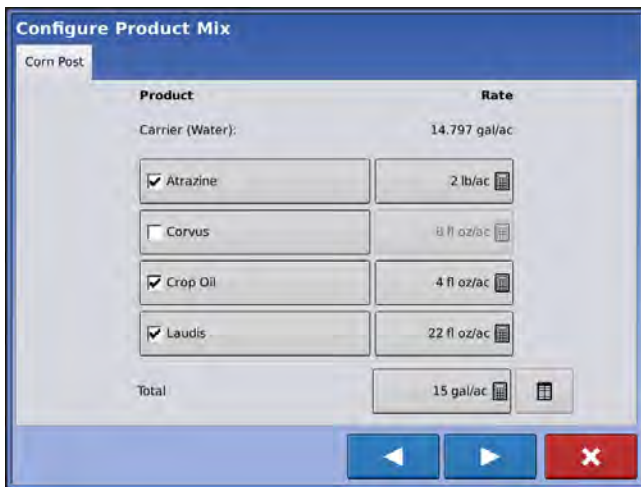 Configure Product Mix
Corn Post
Product Rate
Carrier (Water): 14.797 gal/ac
Atrazine 2 lb/ac
Corvus 8 fl oz/ac
Crop Oil 4 fl oz/ac
Laudis 22 fl oz/ac
Total 15 gal/ac